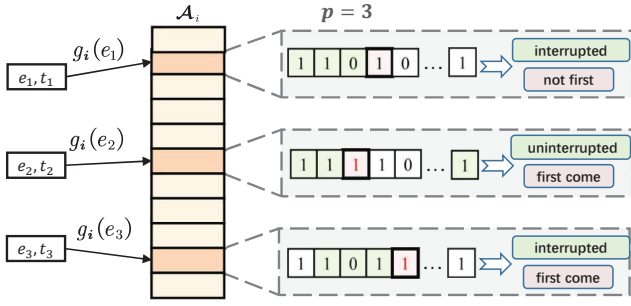 𝒜ᵢ
p = 3
gᵢ(e₁)
e₁, t₁
1 1 0 1 0 ... 1
interrupted
not first
gᵢ(e₂)
e₂, t₂
1 1 1 1 0 ... 1
uninterrupted
first come
gᵢ(e₃)
e₃, t₃
1 1 0 1 1 ... 1
interrupted
first come